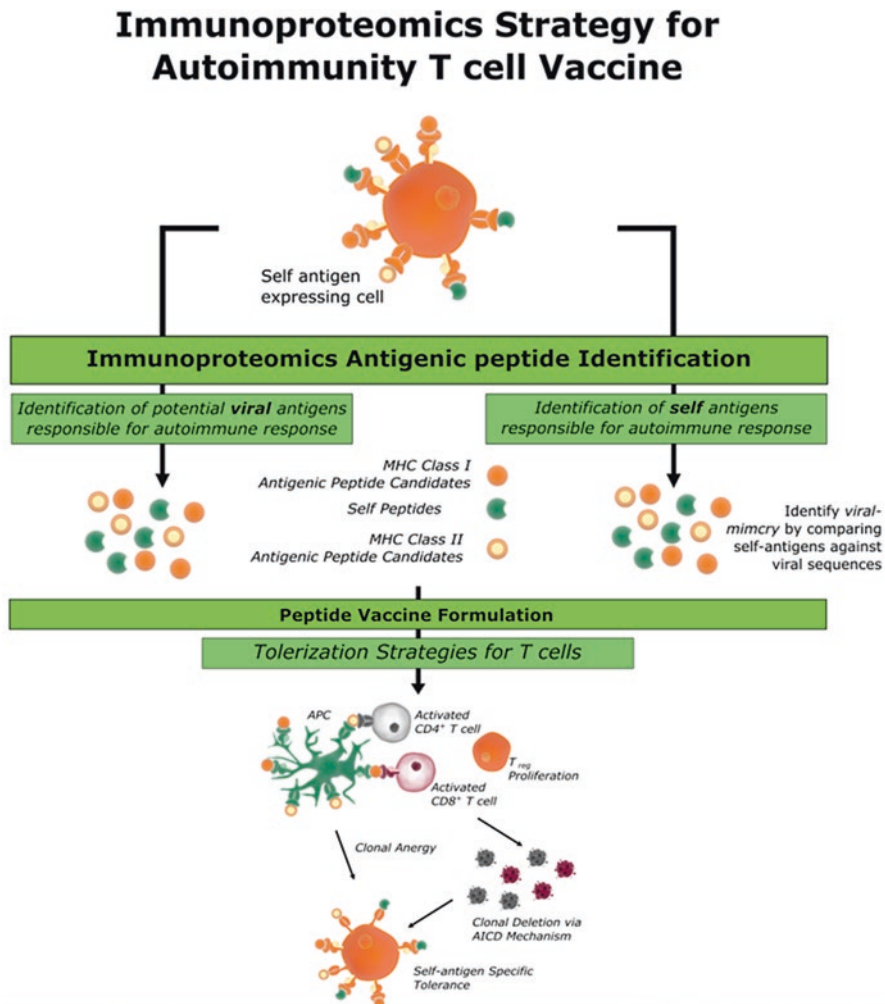 Immunoproteomics Strategy for
Autoimmunity T cell Vaccine
Self antigen
expressing cell
Immunoproteomics Antigenic peptide Identification
Identification of potential viral antigens
responsible for autoimmune response
Identification of self antigens
responsible for autoimmune response
MHC Class I
Antigenic Peptide Candidates
Self Peptides
MHC Class II
Antigenic Peptide Candidates
Identify viral-
mimcry by comparing
self-antigens against
viral sequences
Peptide Vaccine Formulation
Tolerization Strategies for T cells
APC
Activated
CD4+ T cell
Activated
CD8+ T cell
T reg
Proliferation
Clonal Anergy
Clonal Deletion via
AICD Mechanism
Self-antigen Specific
Tolerance